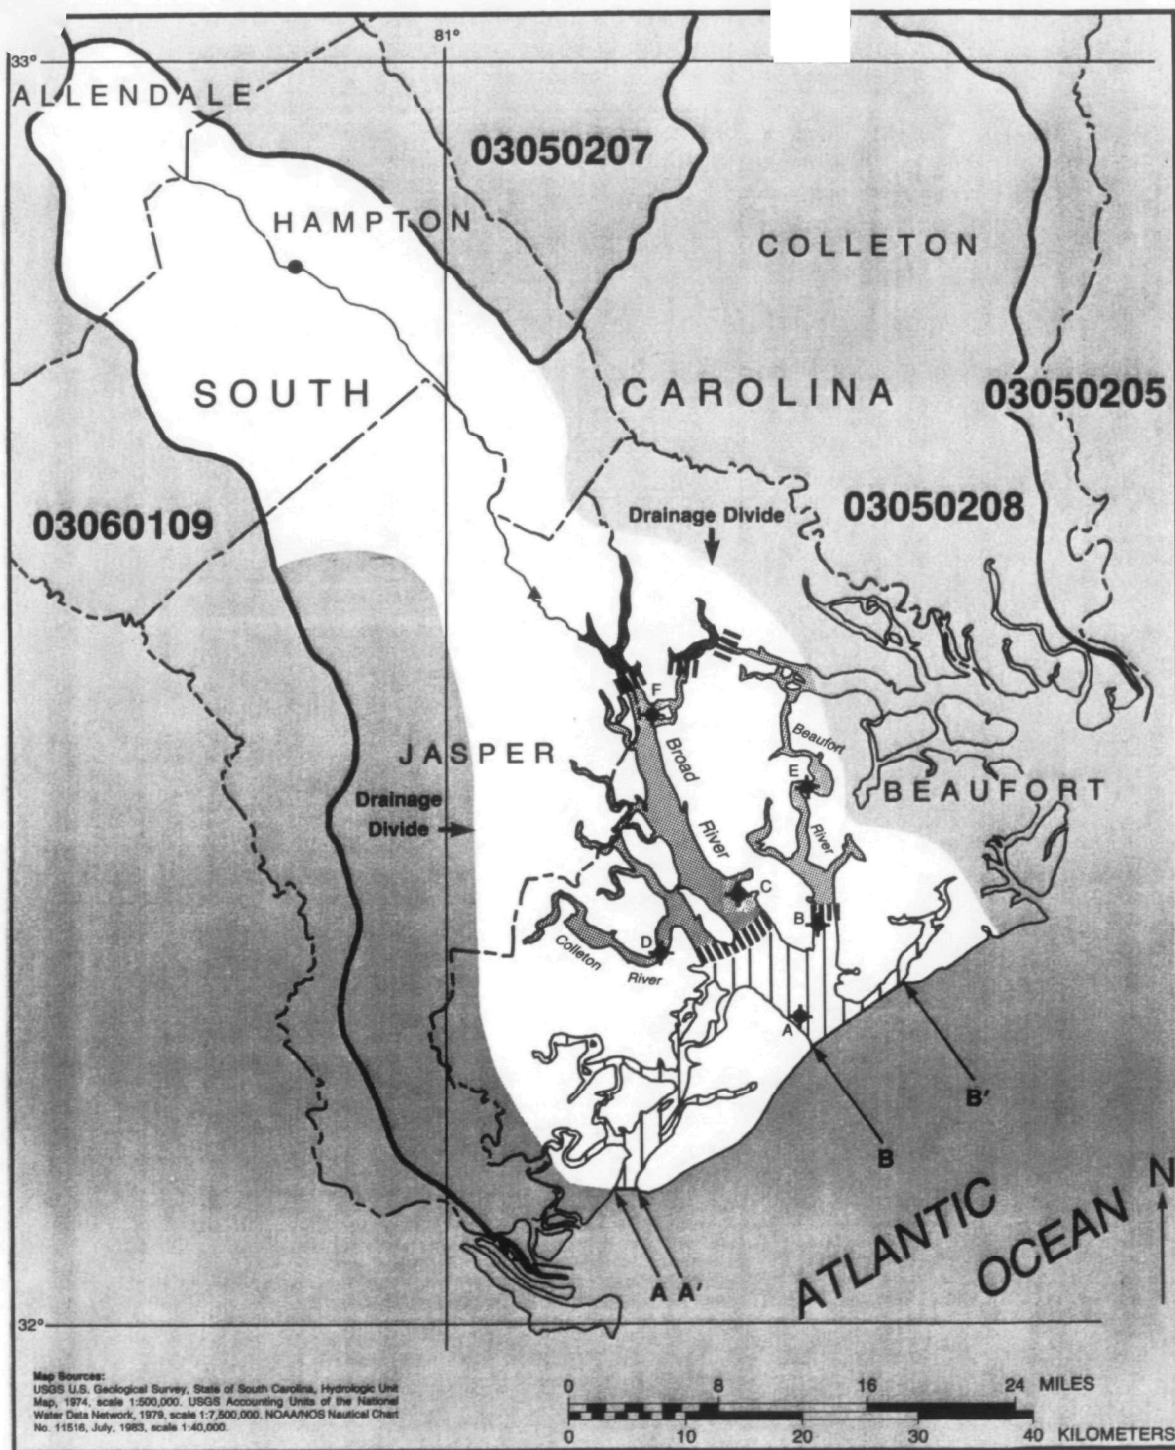 81°
33°
ALLENDALE
03050207
HAMPTON
COLLETON
SOUTH CAROLINA
03050205
03060109
03050208
Drainage Divide
F
Broad
River
Beaufort
River
JASPER
E
BEAUFORT
Drainage
Divide
C
B
D
Colleton
River
A
B'
B
N
ATLANTIC
OCEAN
A A'
32°
Map Sources:
USGS U.S. Geological Survey, State of South Carolina, Hydrologic Unit
Map, 1974, scale 1:500,000. USGS Accounting Units of the National
Water Data Network, 1979, scale 1:7,500,000. NOAA/NOS Nautical Chart
No. 11516, July, 1983, scale 1:40,000.
0 8 16 24 MILES
0 10 20 30 40 KILOMETERS